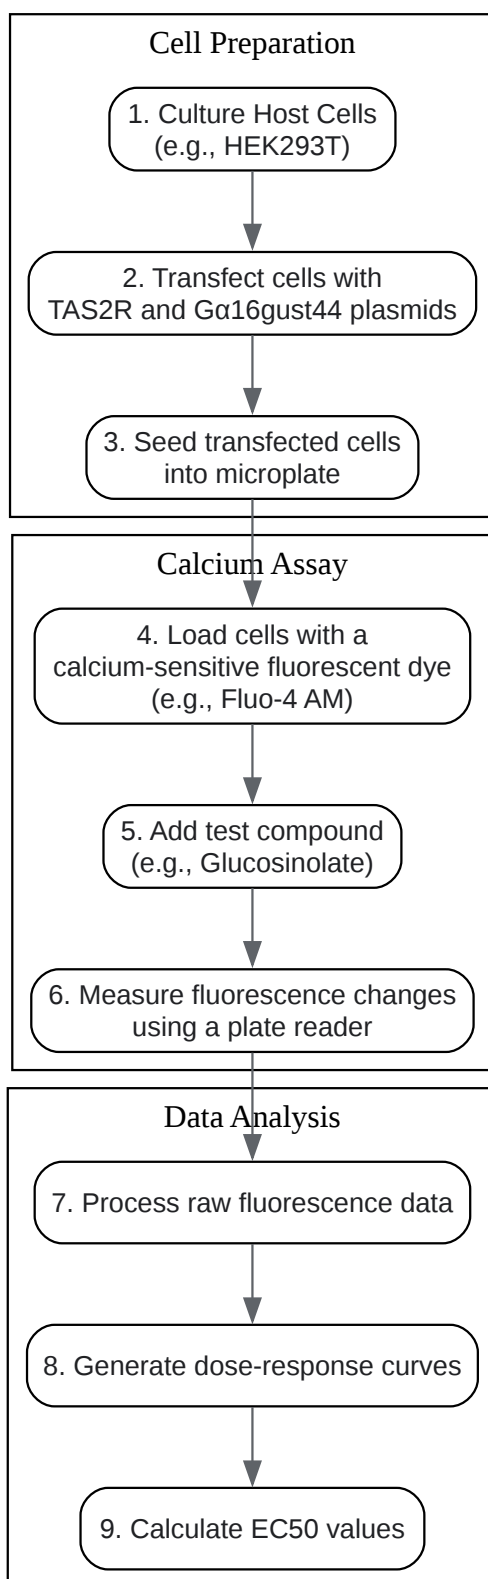 Cell Preparation
1. Culture Host Cells
(e.g., HEK293T)
2. Transfect cells with
TAS2R and Gα16gust44 plasmids
3. Seed transfected cells
into microplate
Calcium Assay
4. Load cells with a
calcium-sensitive fluorescent dye
(e.g., Fluo-4 AM)
5. Add test compound
(e.g., Glucosinolate)
6. Measure fluorescence changes
using a plate reader
Data Analysis
7. Process raw fluorescence data
8. Generate dose-response curves
9. Calculate EC50 values